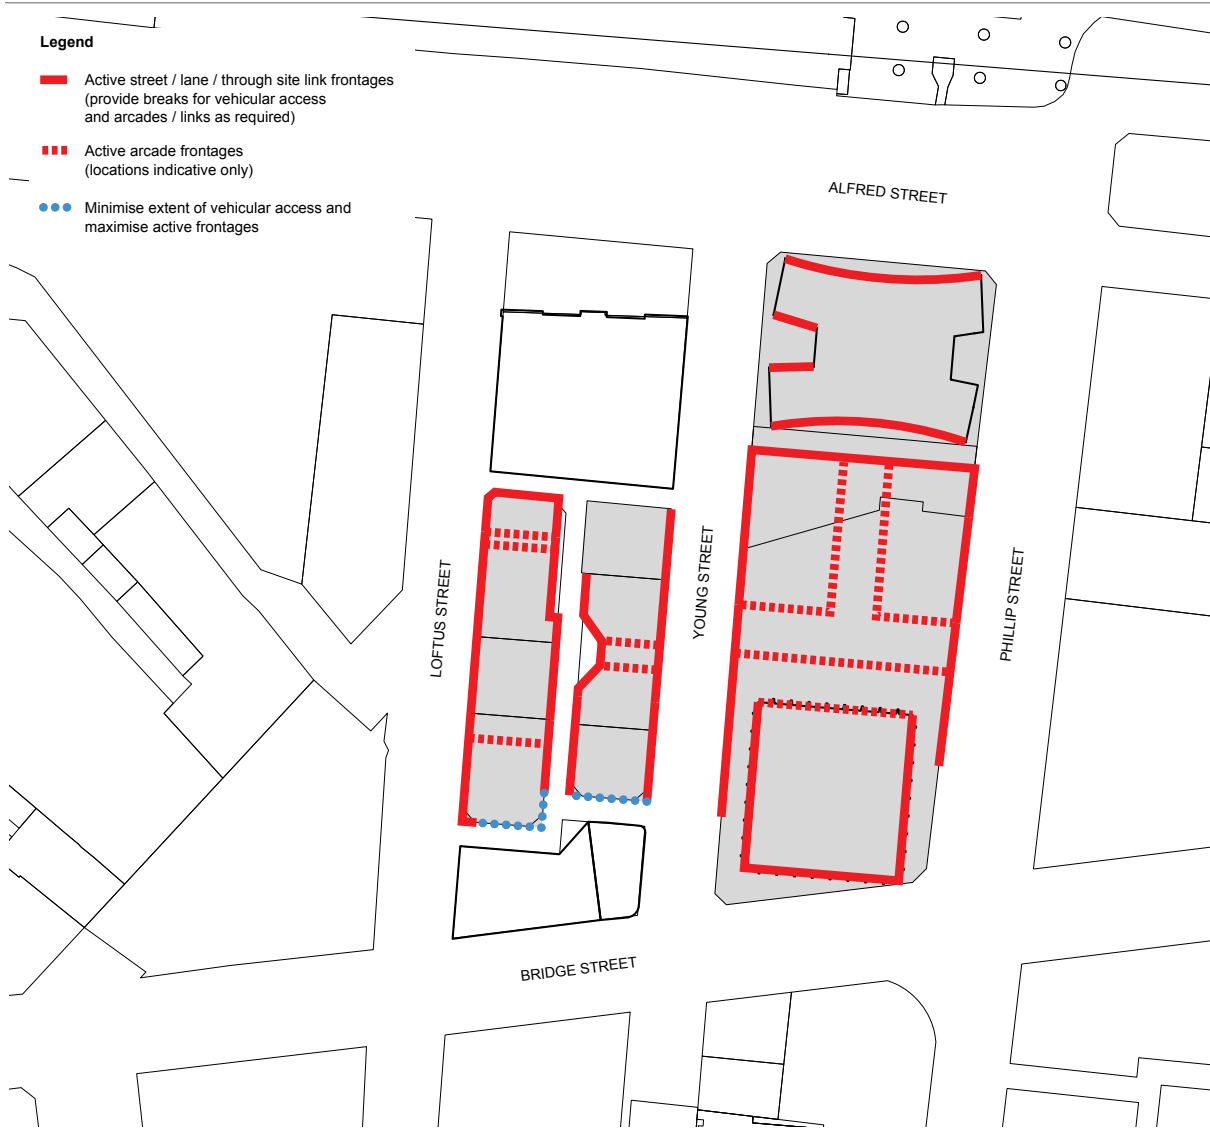 Legend
Active street / lane / through site link frontages
(provide breaks for vehicular access
and arcades / links as required)
Active arcade frontages
(locations indicative only)
Minimise extent of vehicular access and
maximise active frontages
ALFRED STREET
LOFTUS STREET
YOUNG STREET
PHILLIP STREET
BRIDGE STREET